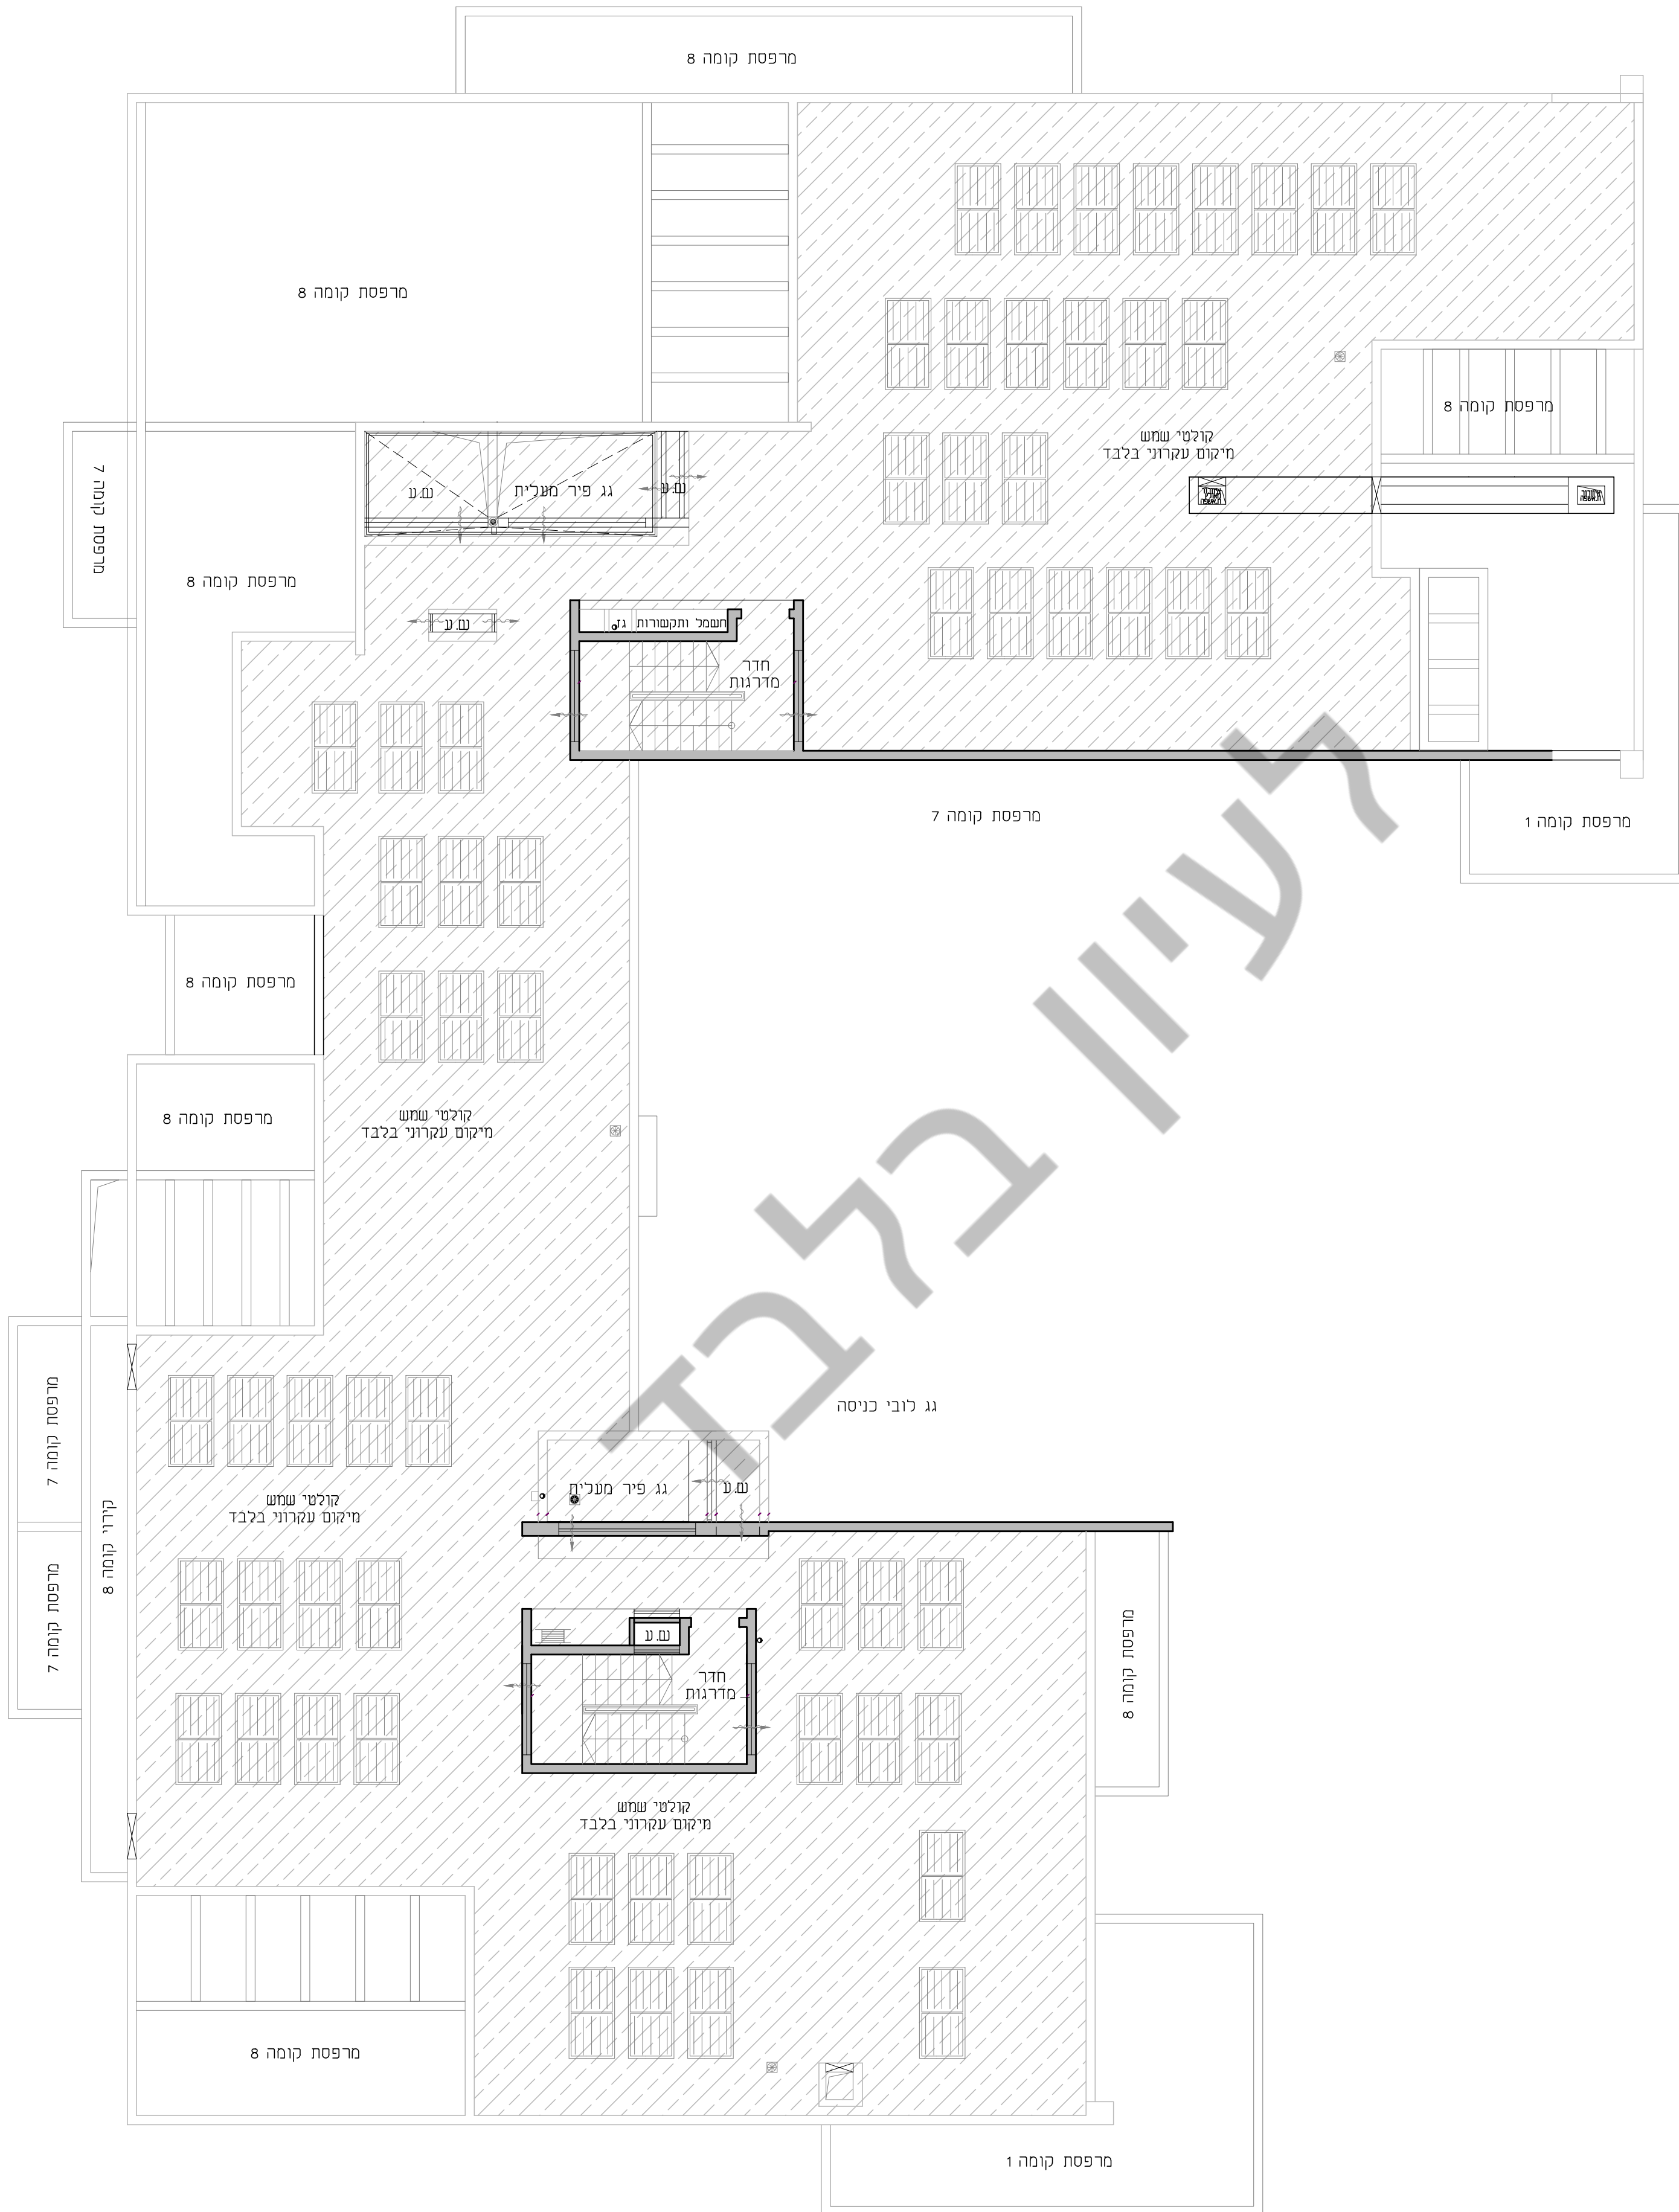 מרפסת קומה 8
מרפסת קומה 8
מרפסת קומה 8
קולטי שמש
מיקום עקרוני בלבד
מרפסת קומה 7
גג פיר מעלית
מרפסת קומה 8
חשמל ותקשורות גז
חדר
מדרגות
מרפסת קומה 7
מרפסת קומה 1
מרפסת קומה 8
מרפסת קומה 8
קולטי שמש
מיקום עקרוני בלבד
לעיון בלבד
גג לובי כניסה
מרפסת קומה 7
גג פיר מעלית
קולטי שמש
מיקום עקרוני בלבד
קירוי קומה 8
מרפסת קומה 7
מרפסת קומה 8
חדר
מדרגות
קולטי שמש
מיקום עקרוני בלבד
מרפסת קומה 8
מרפסת קומה 1